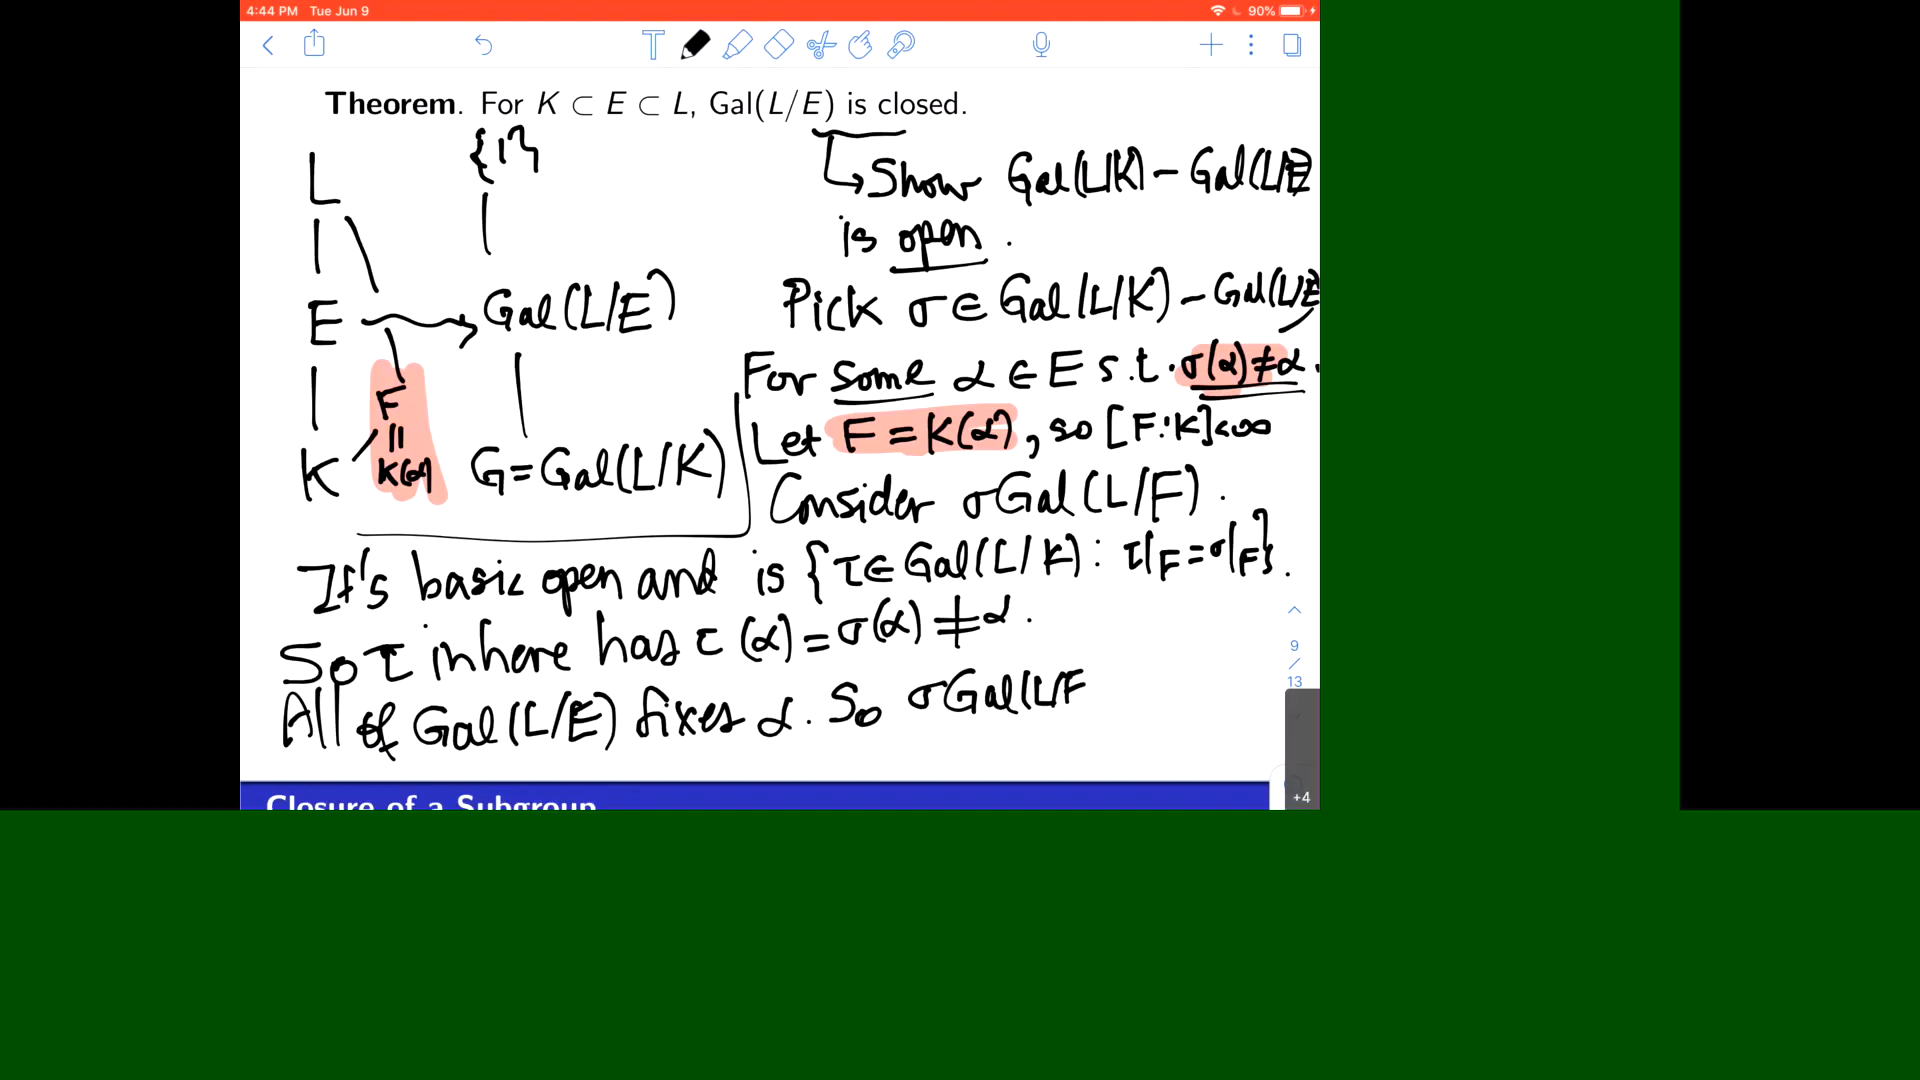 4:44 PM Tue Jun 9
90%
Theorem. For K ⊂ E ⊂ L, Gal(L/E) is closed.
L
{1}
E
Gal(L/E)
F
=
K(α)
K
G=Gal(L/K)
Show Gal(L/K) − Gal(L/E)
is open.
Pick σ ∈ Gal(L/K) − Gal(L/E)
For some α ∈ E s.t. σ(α) ≠ α.
Let F = K(α), so [F:K]<∞
Consider σGal(L/F).
It's basic open and is {τ ∈ Gal(L/K): τ|F = σ|F}.
So τ in here has τ(α) = σ(α) ≠ α.
All of Gal(L/E) fixes α. So σGal(L/F
9
/
13
+4
Closure of a Subgroup